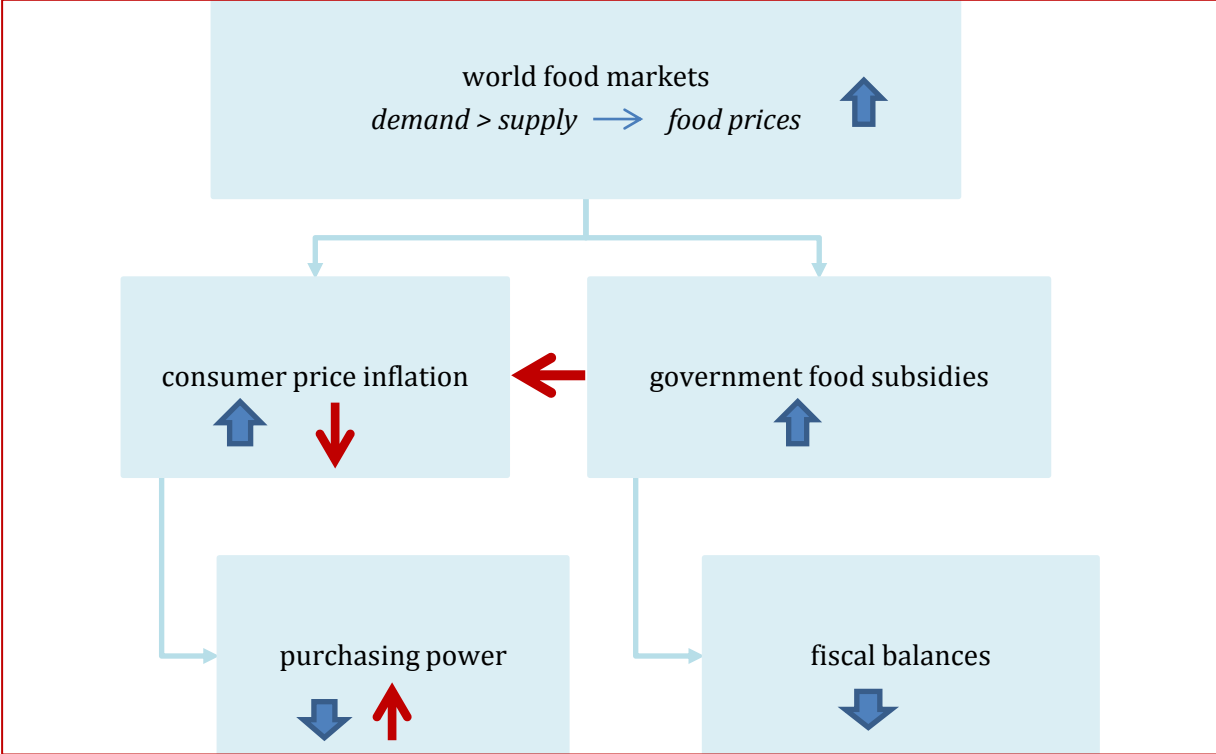 world food markets
demand > supply → food prices
consumer price inflation
government food subsidies
purchasing power
fiscal balances